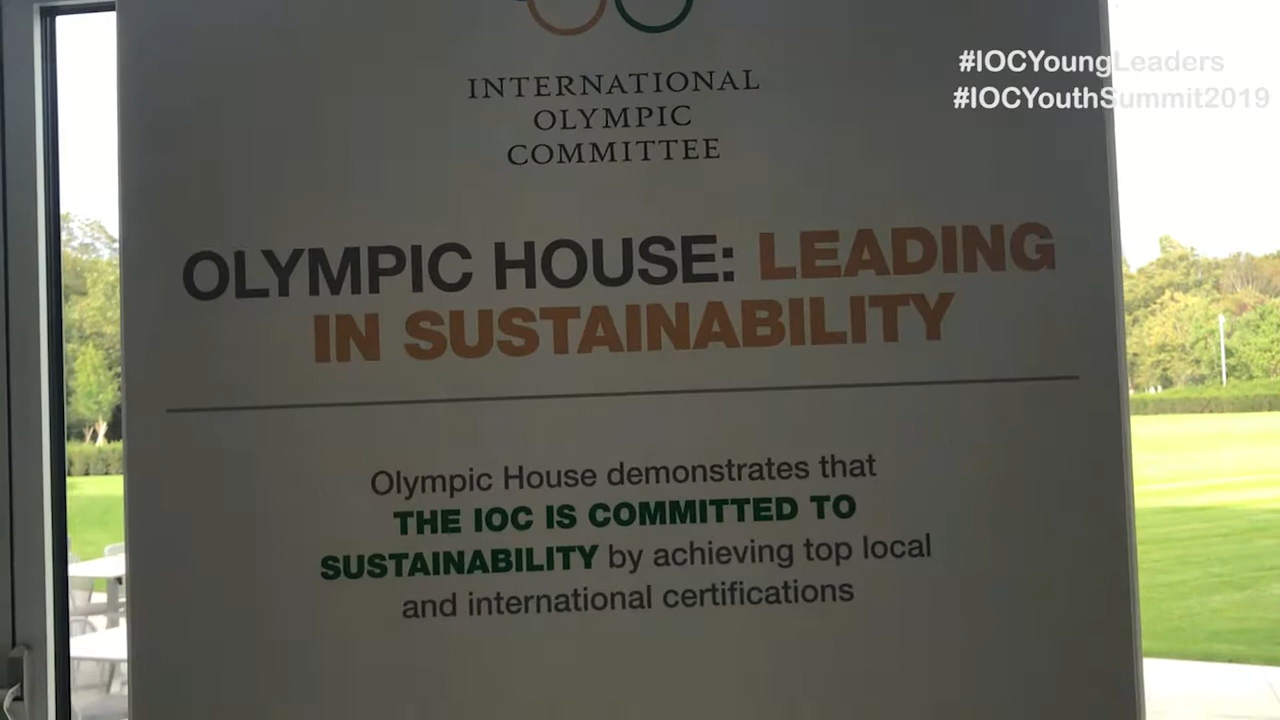 #IOCYoungLeaders
#IOCYouthSummit2019
INTERNATIONAL
OLYMPIC
COMMITTEE
OLYMPIC HOUSE: LEADING
IN SUSTAINABILITY
Olympic House demonstrates that
THE IOC IS COMMITTED TO
SUSTAINABILITY by achieving top local
and international certifications